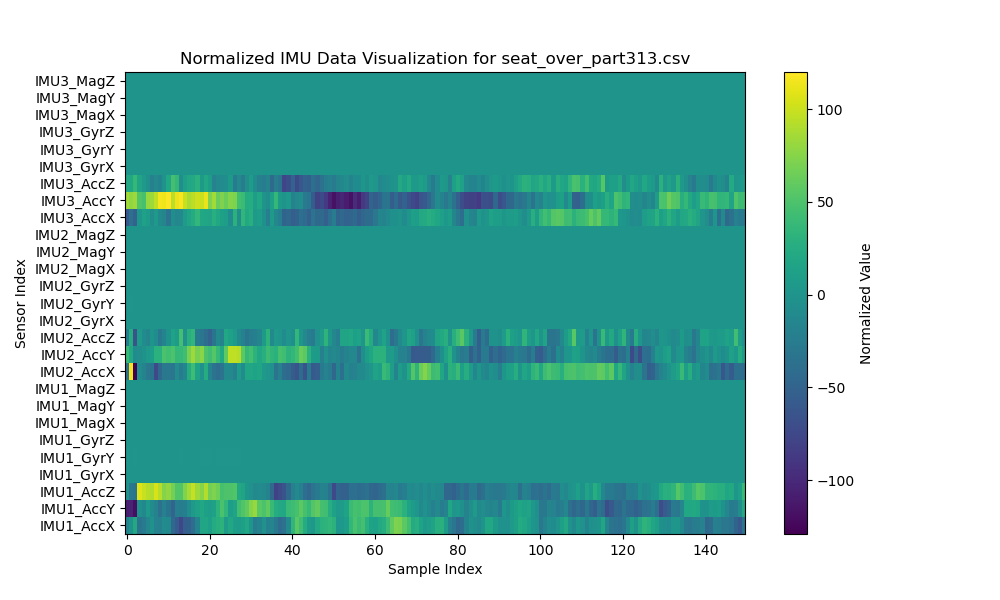 Normalized IMU Data Visualization for seat_over_part313.csv
IMU3_MagZ
IMU3_MagY
IMU3_MagX
IMU3_GyrZ
IMU3_GyrY
IMU3_GyrX
IMU3_AccZ
IMU3_AccY
IMU3_AccX
IMU2_MagZ
IMU2_MagY
IMU2_MagX
IMU2_GyrZ
IMU2_GyrY
IMU2_GyrX
IMU2_AccZ
IMU2_AccY
IMU2_AccX
IMU1_MagZ
IMU1_MagY
IMU1_MagX
IMU1_GyrZ
IMU1_GyrY
IMU1_GyrX
IMU1_AccZ
IMU1_AccY
IMU1_AccX
Sensor Index
0 20 40 60 80 100 120 140
Sample Index
100
50
0
−50
−100
Normalized Value